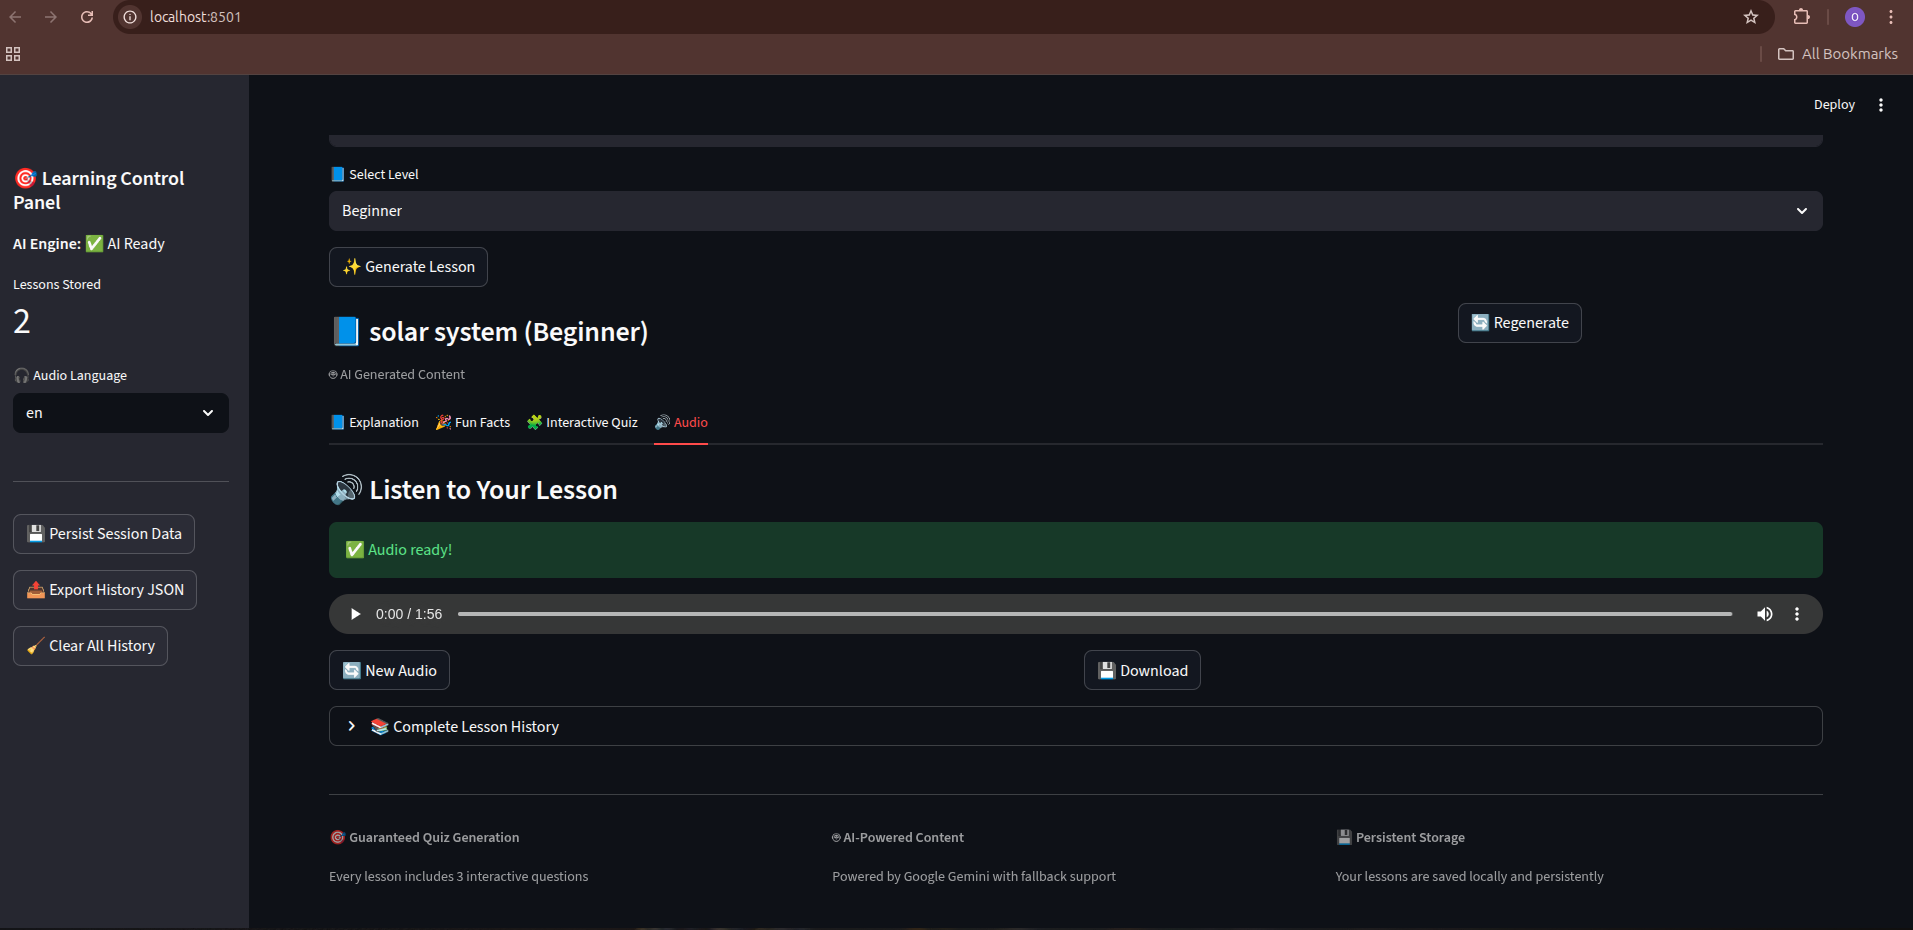 localhost:8501
All Bookmarks
Deploy
🎯 Learning Control
Panel
AI Engine: ✅ AI Ready
Lessons Stored
2
🎧 Audio Language
en
💾 Persist Session Data
📤 Export History JSON
🧹 Clear All History
📘 Select Level
Beginner
✨ Generate Lesson
📘 solar system (Beginner)
🔄 Regenerate
AI Generated Content
📘 Explanation 🎉 Fun Facts 🧩 Interactive Quiz 🔊 Audio
🔊 Listen to Your Lesson
✅ Audio ready!
0:00 / 1:56
🔄 New Audio
💾 Download
📚 Complete Lesson History
🎯 Guaranteed Quiz Generation
Every lesson includes 3 interactive questions
AI-Powered Content
Powered by Google Gemini with fallback support
💾 Persistent Storage
Your lessons are saved locally and persistently